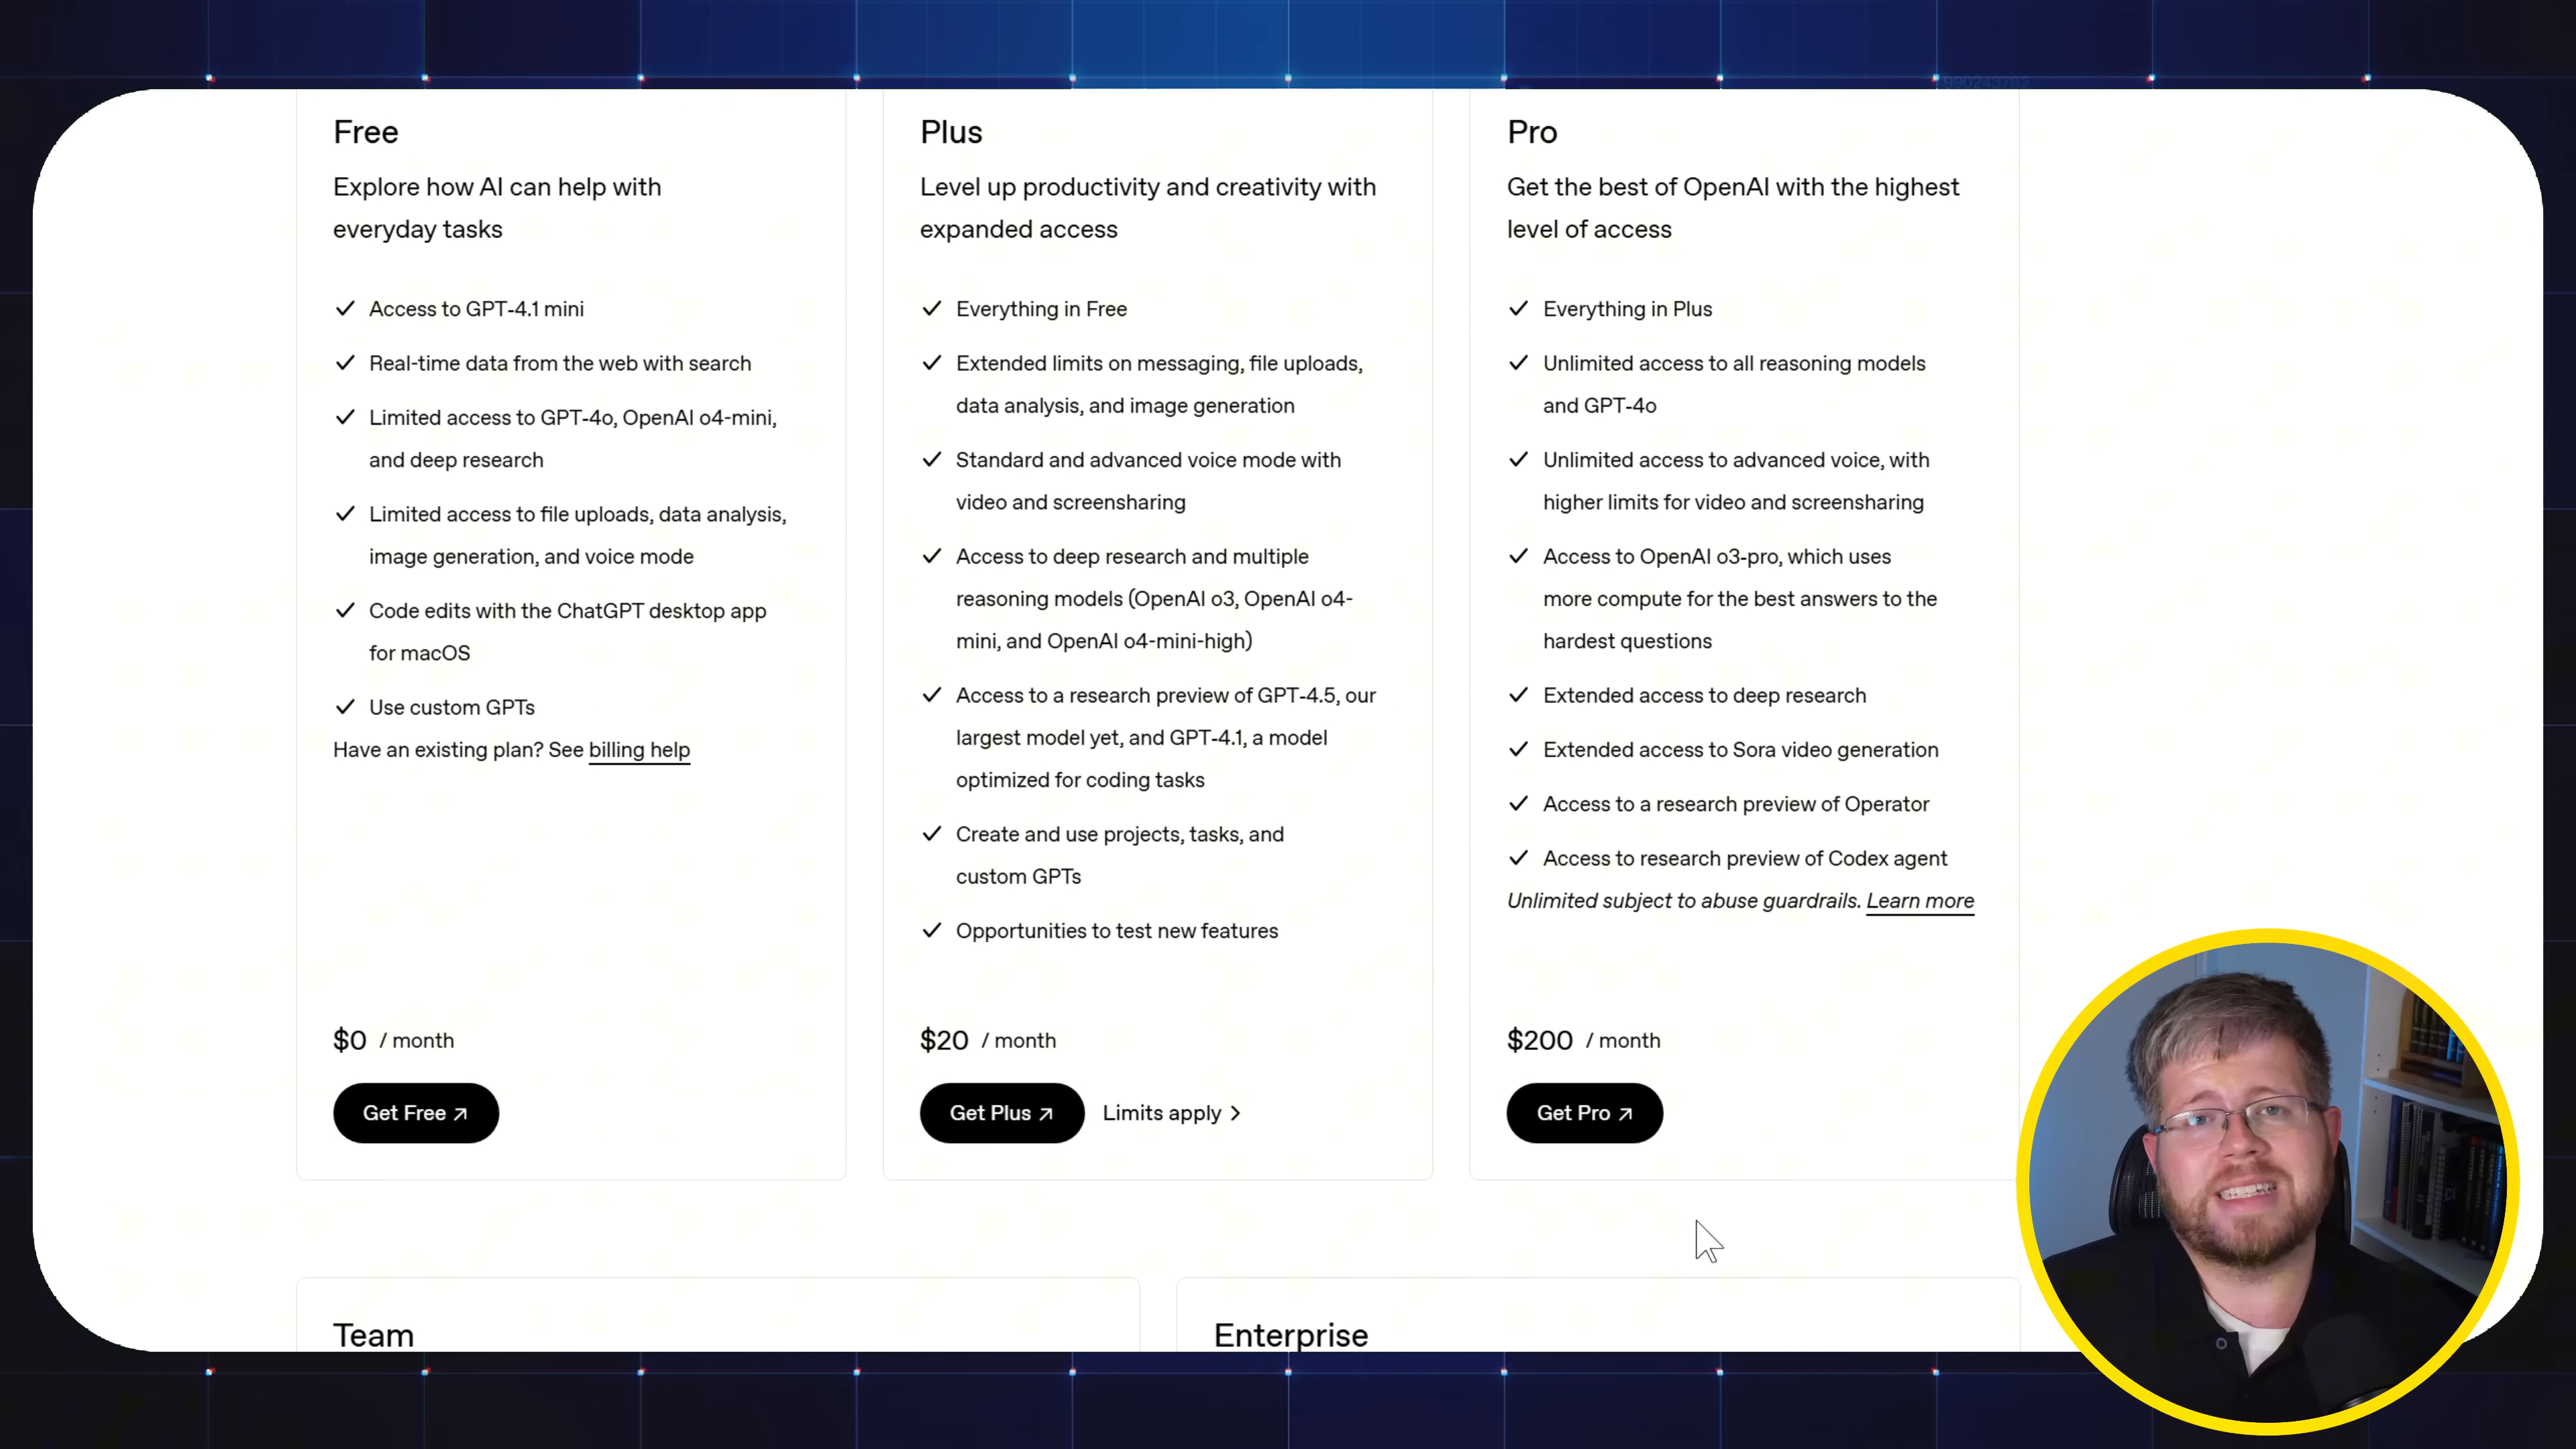 Free
Explore how AI can help with
everyday tasks
Access to GPT-4.1 mini
Real-time data from the web with search
Limited access to GPT-4o, OpenAI o4-mini,
and deep research
Limited access to file uploads, data analysis,
image generation, and voice mode
Code edits with the ChatGPT desktop app
for macOS
Use custom GPTs
Have an existing plan? See billing help
$0 / month
Get Free ↗
Plus
Level up productivity and creativity with
expanded access
Everything in Free
Extended limits on messaging, file uploads,
data analysis, and image generation
Standard and advanced voice mode with
video and screensharing
Access to deep research and multiple
reasoning models (OpenAI o3, OpenAI o4-
mini, and OpenAI o4-mini-high)
Access to a research preview of GPT-4.5, our
largest model yet, and GPT-4.1, a model
optimized for coding tasks
Create and use projects, tasks, and
custom GPTs
Opportunities to test new features
$20 / month
Get Plus ↗ Limits apply >
Pro
Get the best of OpenAI with the highest
level of access
Everything in Plus
Unlimited access to all reasoning models
and GPT-4o
Unlimited access to advanced voice, with
higher limits for video and screensharing
Access to OpenAI o3-pro, which uses
more compute for the best answers to the
hardest questions
Extended access to deep research
Extended access to Sora video generation
Access to a research preview of Operator
Access to research preview of Codex agent
Unlimited subject to abuse guardrails. Learn more
$200 / month
Get Pro ↗
Team
Enterprise